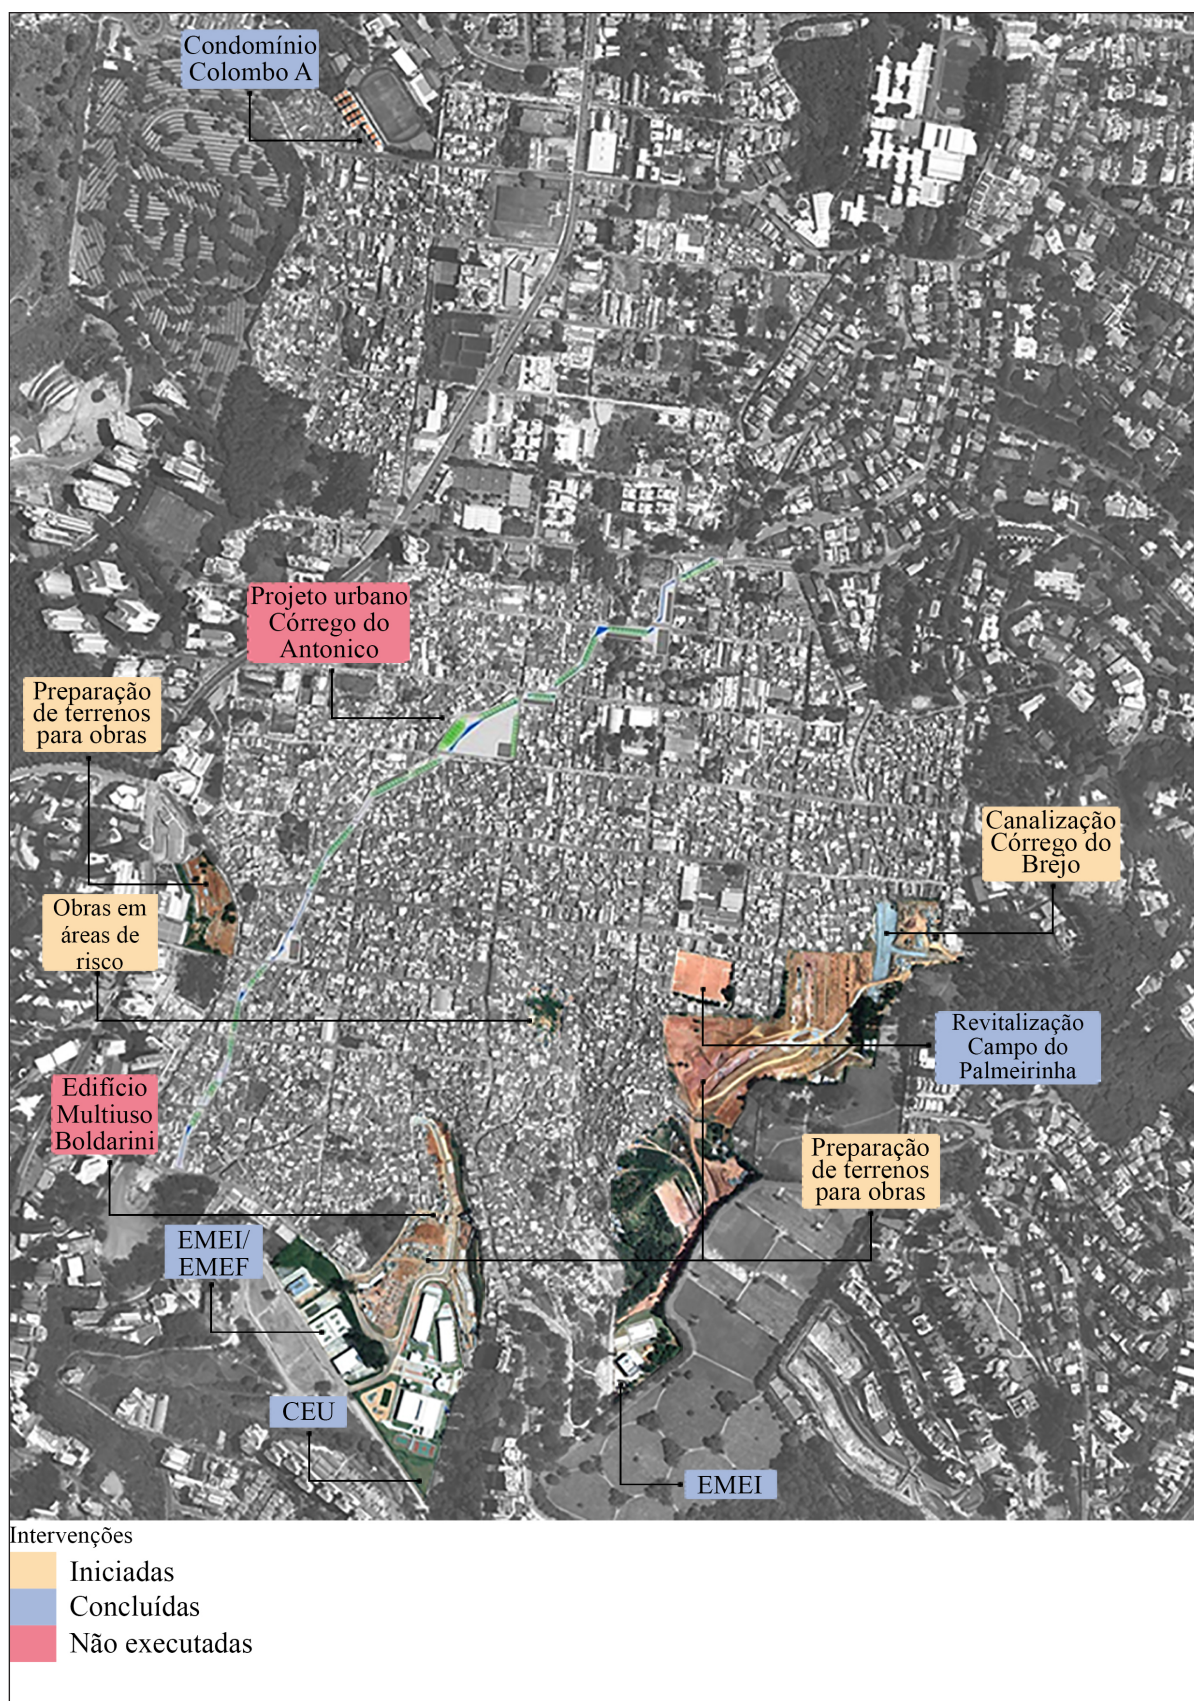 Condomínio
Colombo A
Projeto urbano
Córrego do
Antonico
Preparação
de terrenos
para obras
Canalização
Córrego do
Brejo
Obras em
áreas de
risco
Revitalização
Campo do
Palmeirinha
Edifício
Multiuso
Boldarini
Preparação
de terrenos
para obras
EMEI/
EMEF
CEU
EMEI
Intervenções
Iniciadas
Concluídas
Não executadas